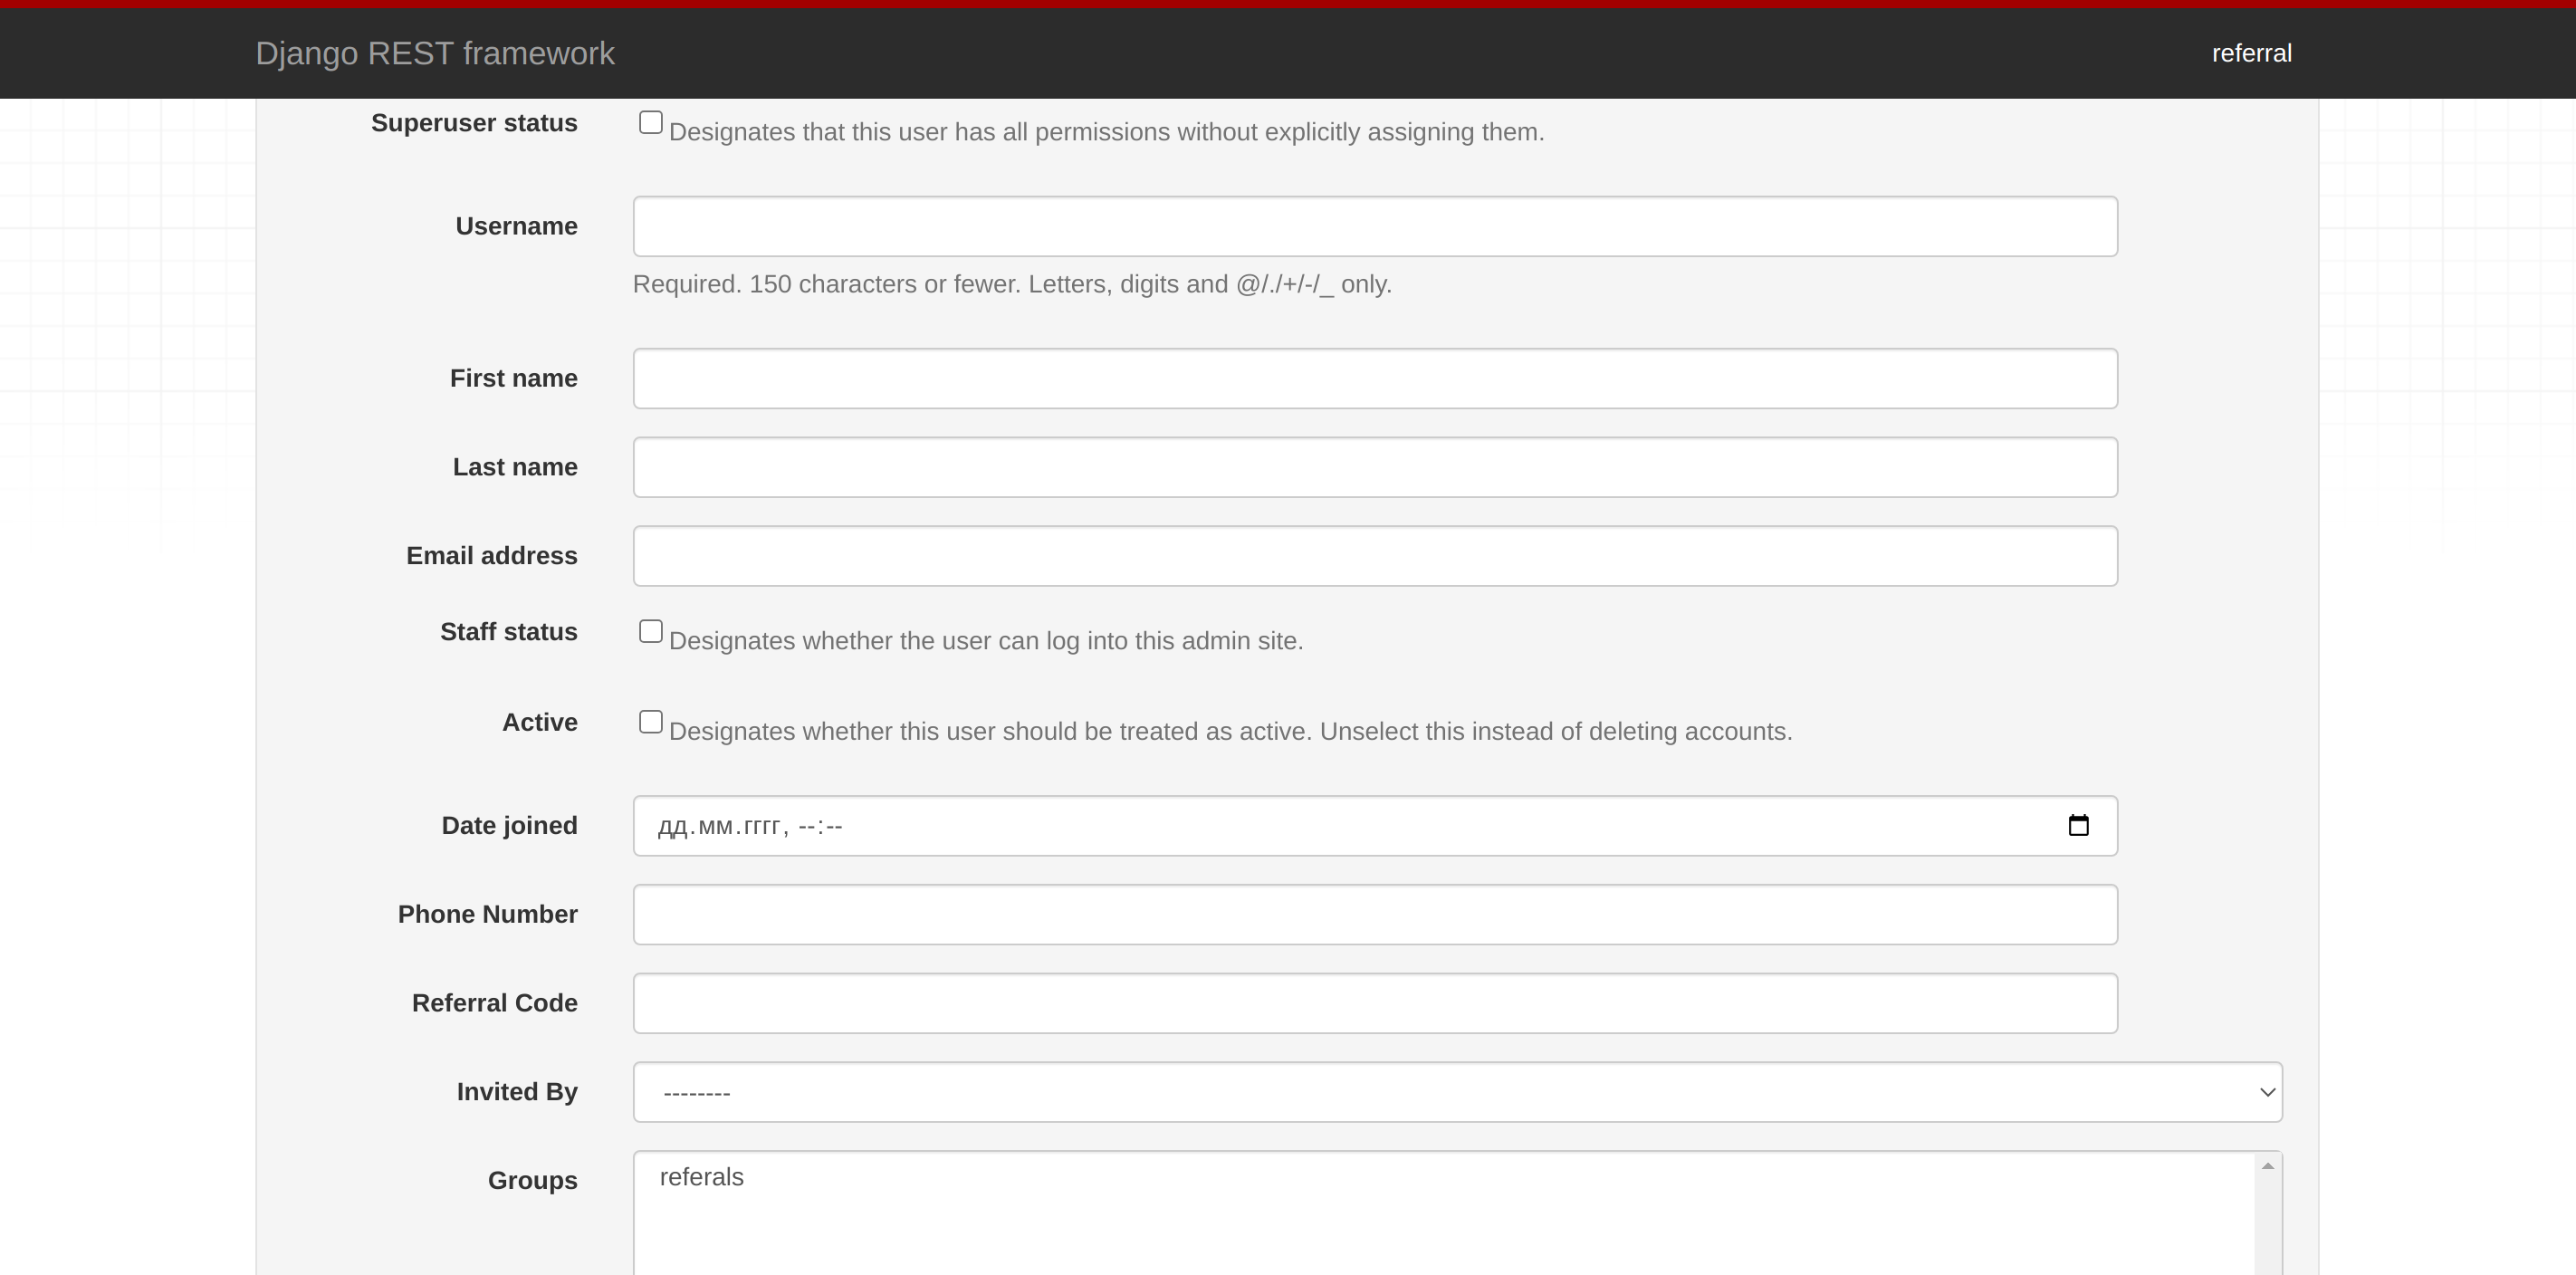 Django REST framework referral
Superuser status
Designates that this user has all permissions without explicitly assigning them.
Username
Required. 150 characters or fewer. Letters, digits and @/./+/-/_ only.
First name
Last name
Email address
Staff status
Designates whether the user can log into this admin site.
Active
Designates whether this user should be treated as active. Unselect this instead of deleting accounts.
Date joined
дд.мм.гггг, --:--
Phone Number
Referral Code
Invited By
--------
Groups
referals